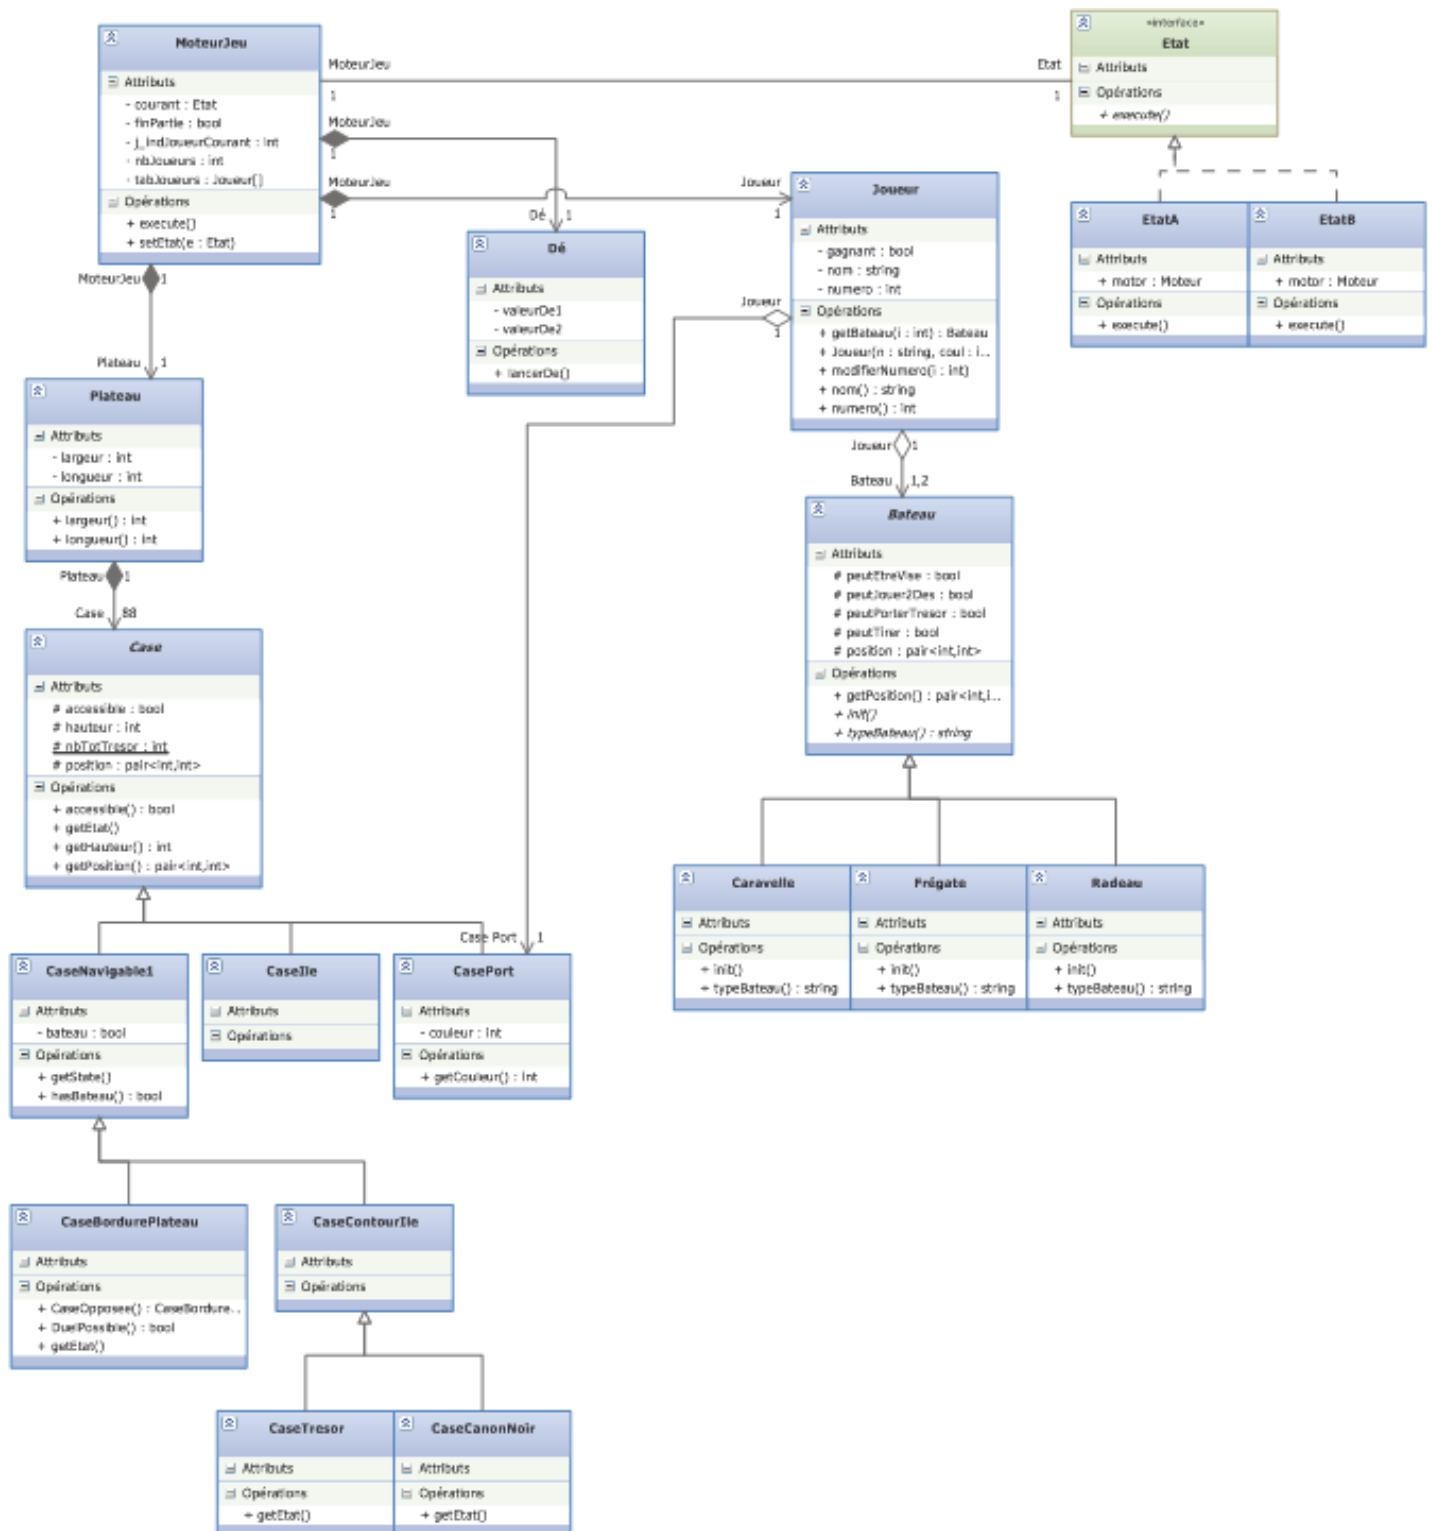 MoteurJeu
Attributs
- courant : Etat
- finPartie : bool
- j_indJoueurCourant : int
- nbJoueurs : int
- tabJoueurs : Joueur[]
Opérations
+ execute()
+ setEtat(e : Etat)
MoteurJeu
1
Etat
1
«interface»
Etat
Attributs
Opérations
+ execute()
MoteurJeu
1
Dé
1
MoteurJeu
1
Joueur
1
Dé
Attributs
- valeurDe1
- valeurDe2
Opérations
+ lancerDe()
Joueur
Attributs
- gagnant : bool
- nom : string
- numero : int
Opérations
+ getBateau(i : int) : Bateau
+ Joueur(n : string, coul : i...
+ modifierNumero(i : int)
+ nom() : string
+ numero() : int
Joueur
1
EtatA
Attributs
+ motor : Moteur
Opérations
+ execute()
EtatB
Attributs
+ motor : Moteur
Opérations
+ execute()
MoteurJeu
1
Plateau
1
Plateau
Attributs
- largeur : int
- longueur : int
Opérations
+ largeur() : int
+ longueur() : int
Joueur
1
Bateau
1,2
Bateau
Attributs
# peutEtreVise : bool
# peutJouer2Des : bool
# peutPorterTresor : bool
# peutTirer : bool
# position : pair<int,int>
Opérations
+ getPosition() : pair<int,i...
+ init()
+ typeBateau() : string
Plateau
1
Case
88
Case
Attributs
# accessible : bool
# hauteur : int
# nbTotTresor : int
# position : pair<int,int>
Opérations
+ accessible() : bool
+ getEtat()
+ getHauteur() : int
+ getPosition() : pair<int,int>
Caravelle
Attributs
Opérations
+ init()
+ typeBateau() : string
Frégate
Attributs
Opérations
+ init()
+ typeBateau() : string
Radeau
Attributs
Opérations
+ init()
+ typeBateau() : string
Case Port
1
CaseNavigable1
Attributs
- bateau : bool
Opérations
+ getState()
+ hasBateau() : bool
CaseIle
Attributs
Opérations
CasePort
Attributs
- couleur : int
Opérations
+ getCouleur() : int
CaseBordurePlateau
Attributs
Opérations
+ CaseOpposee() : CaseBordure...
+ DuelPossible() : bool
+ getEtat()
CaseContourIle
Attributs
Opérations
CaseTresor
Attributs
Opérations
+ getEtat()
CaseCanonNoir
Attributs
Opérations
+ getEtat()